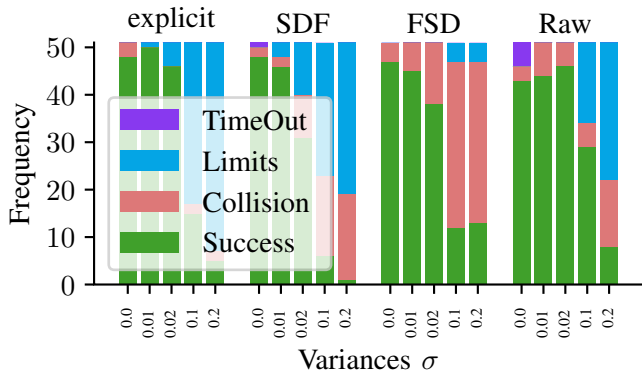 explicit SDF FSD Raw
50
40
30
20
10
0
Frequency
TimeOut
Limits
Collision
Success
0.0 0.01 0.02 0.1 0.2 0.0 0.01 0.02 0.1 0.2 0.0 0.01 0.02 0.1 0.2 0.0 0.01 0.02 0.1 0.2
Variances σ